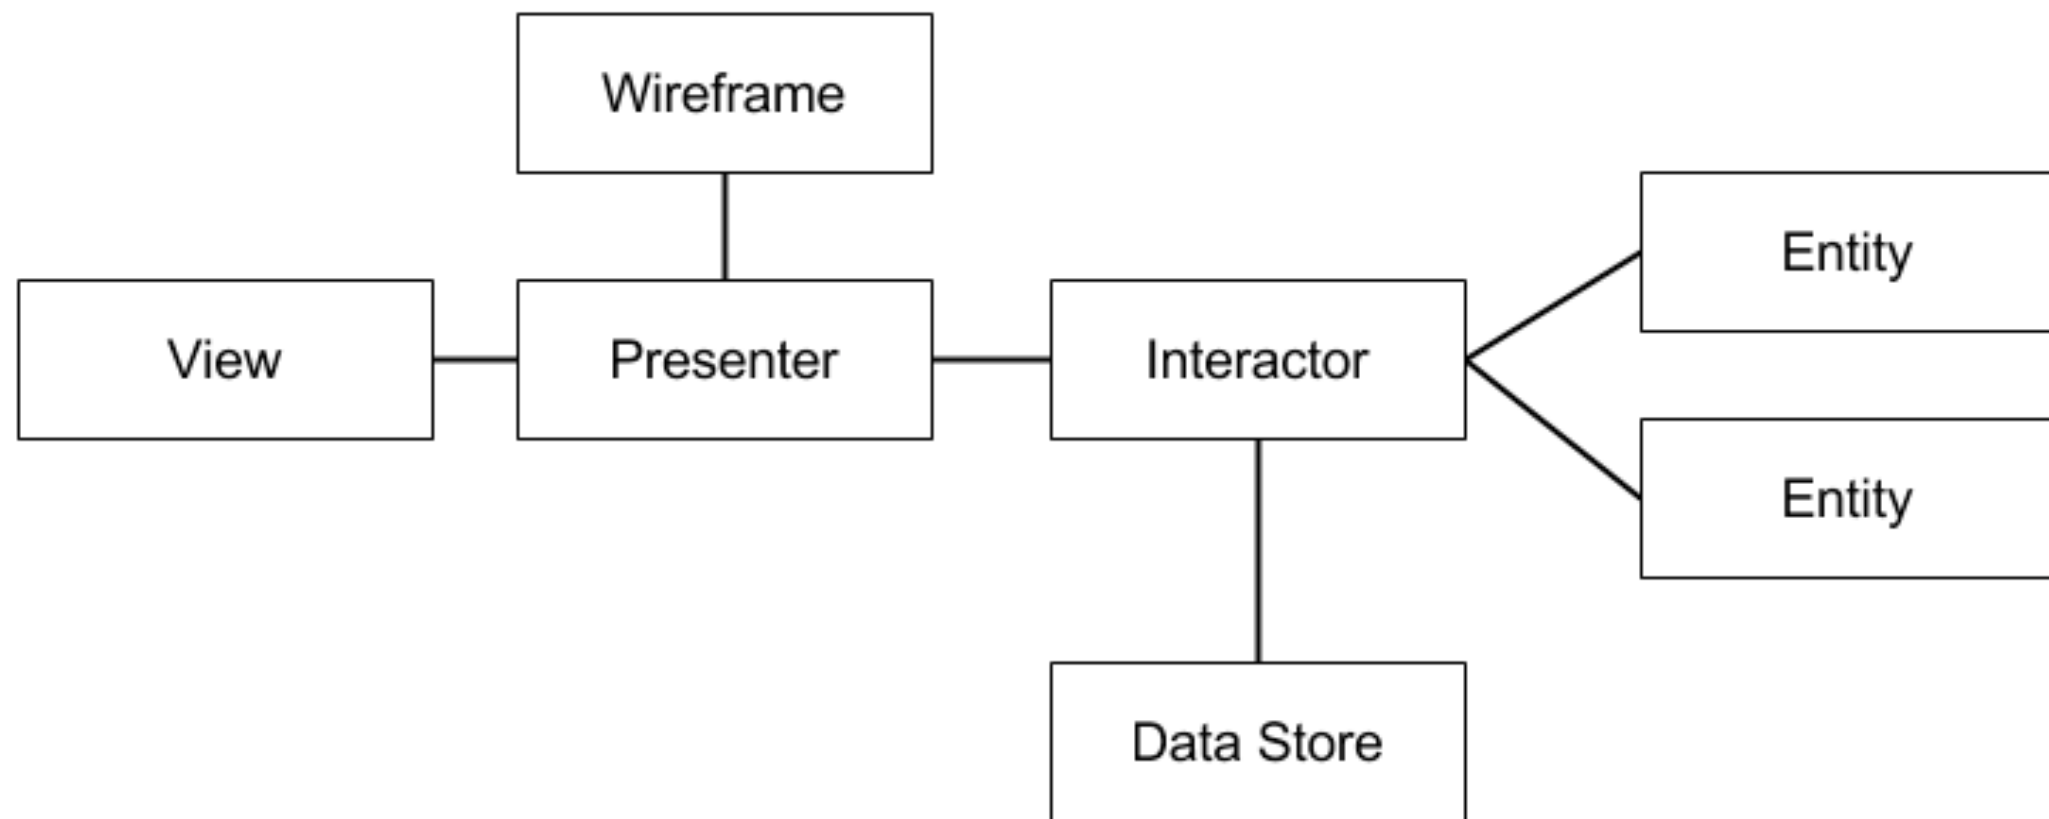 Wireframe
Entity
View
Presenter
Interactor
Entity
Data Store